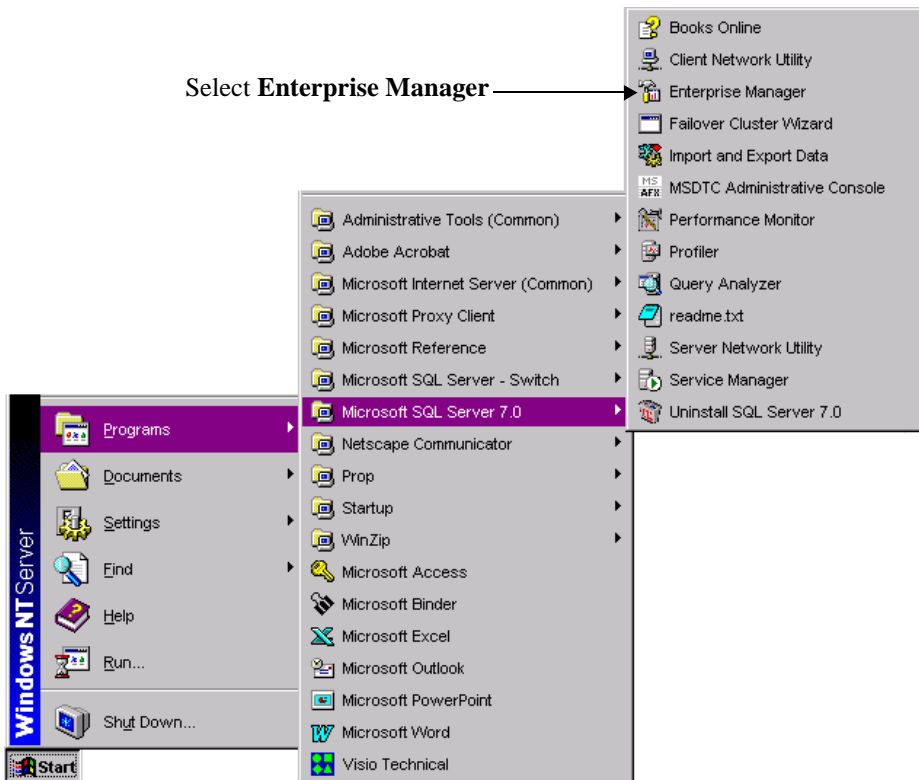 Select Enterprise Manager
Books Online
Client Network Utility
Enterprise Manager
Failover Cluster Wizard
Import and Export Data
MS
AFX
MSDTC Administrative Console
Performance Monitor
Profiler
Query Analyzer
readme.txt
Server Network Utility
Service Manager
Uninstall SQL Server 7.0
Administrative Tools (Common)
Adobe Acrobat
Microsoft Internet Server (Common)
Microsoft Proxy Client
Microsoft Reference
Microsoft SQL Server - Switch
Microsoft SQL Server 7.0
Netscape Communicator
Prop
Startup
WinZip
Microsoft Access
Microsoft Binder
Microsoft Excel
Microsoft Outlook
Microsoft PowerPoint
Microsoft Word
Visio Technical
Programs
Documents
Settings
Find
Help
Run...
Shut Down...
Windows NT Server
Start